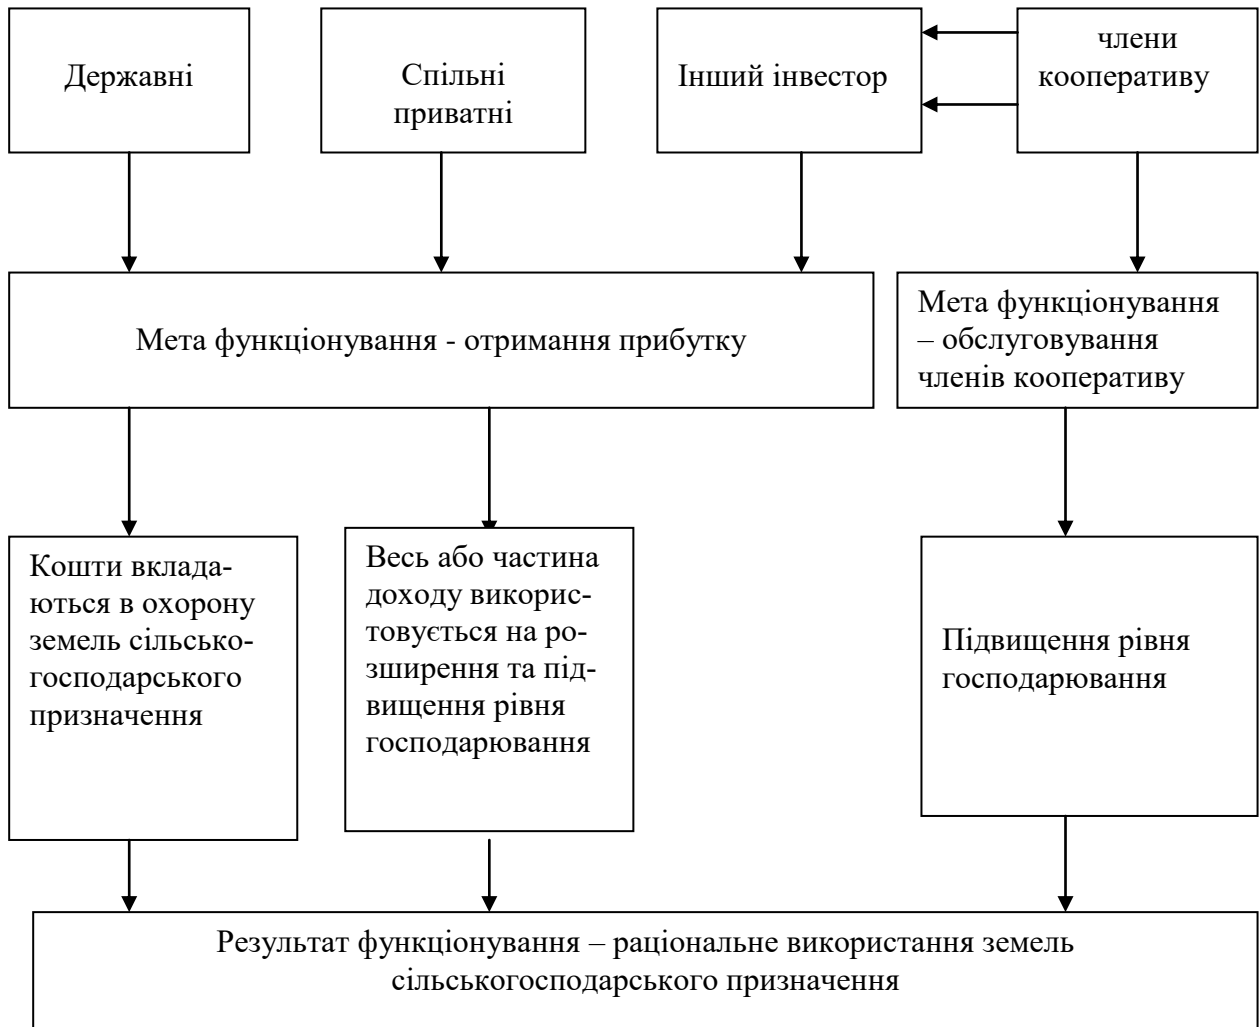 Державні
Спільні
приватні
Інший інвестор
члени
кооперативу
Мета функціонування - отримання прибутку
Мета функціонування
– обслуговування
членів кооперативу
Кошти вклада-
ються в охорону
земель сільсько-
господарського
призначення
Весь або частина
доходу викорис-
товується на ро-
зширення та під-
вищення рівня
господарювання
Підвищення рівня
господарювання
Результат функціонування – раціональне використання земель
сільськогосподарського призначення